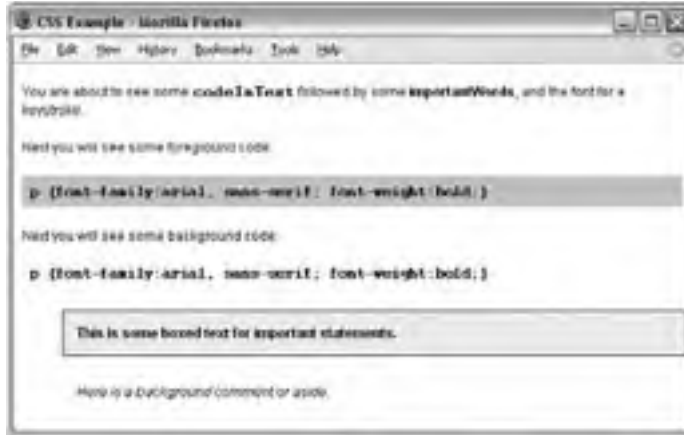 CSS Example - Mozilla Firefox
File Edit View History Bookmarks Tools Help
You are about to see some codeInText followed by some importantWords, and the font for a
keystroke.
Next you will see some foreground code:
p {font-family:arial, sans-serif; font-weight:bold;}
Next you will see some background code:
p {font-family:arial, sans-serif; font-weight:bold;}
This is some boxed text for important statements.
Here is a background comment or aside.